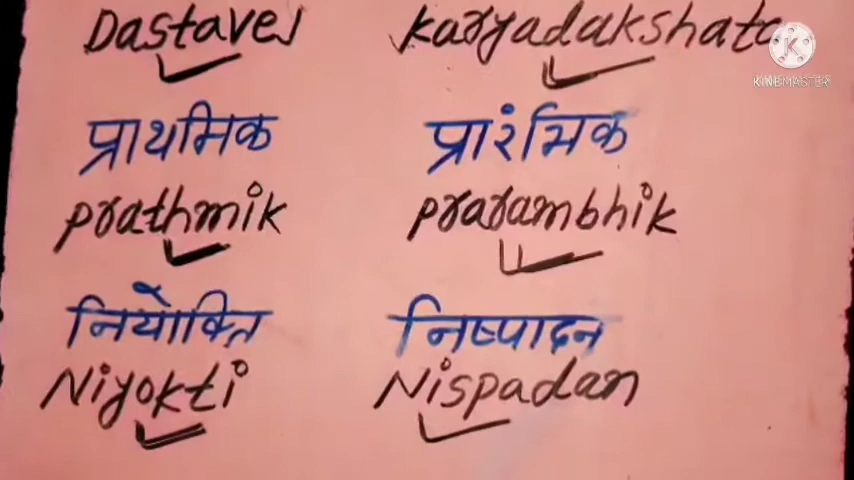 Dastavej karyadakshata
KINEMASTER
प्राथमिक प्रारंभिक
prathmik prarambhik
नियोक्ति निष्पादन
Niyokti Nispadan